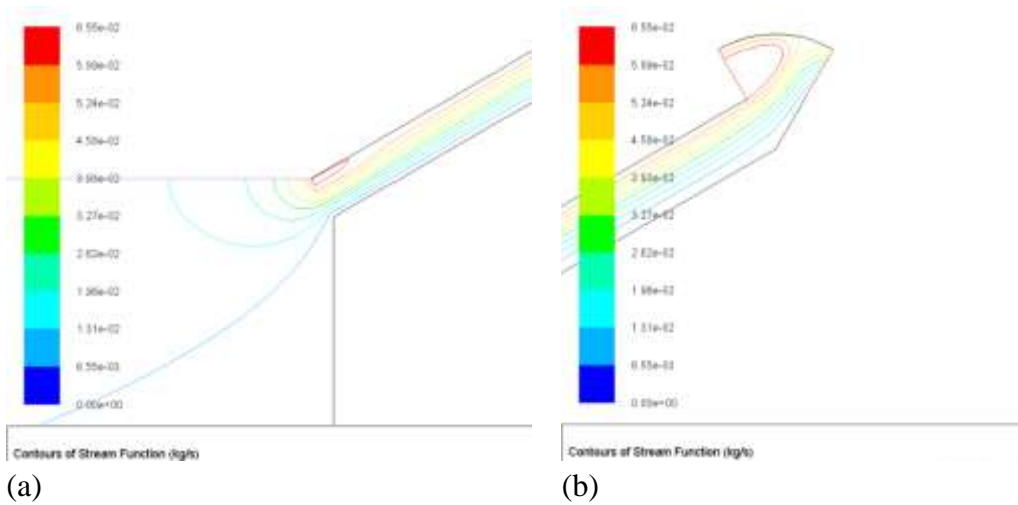 6.55e-02
5.90e-02
5.24e-02
4.58e-02
3.93e-02
3.27e-02
2.62e-02
1.96e-02
1.31e-02
6.55e-03
0.00e+00
Contours of Stream Function (kg/s)
(a)
6.55e-02
5.89e-02
5.24e-02
4.58e-02
3.93e-02
3.27e-02
2.62e-02
1.96e-02
1.31e-02
6.55e-03
0.00e+00
Contours of Stream Function (kg/s)
(b)